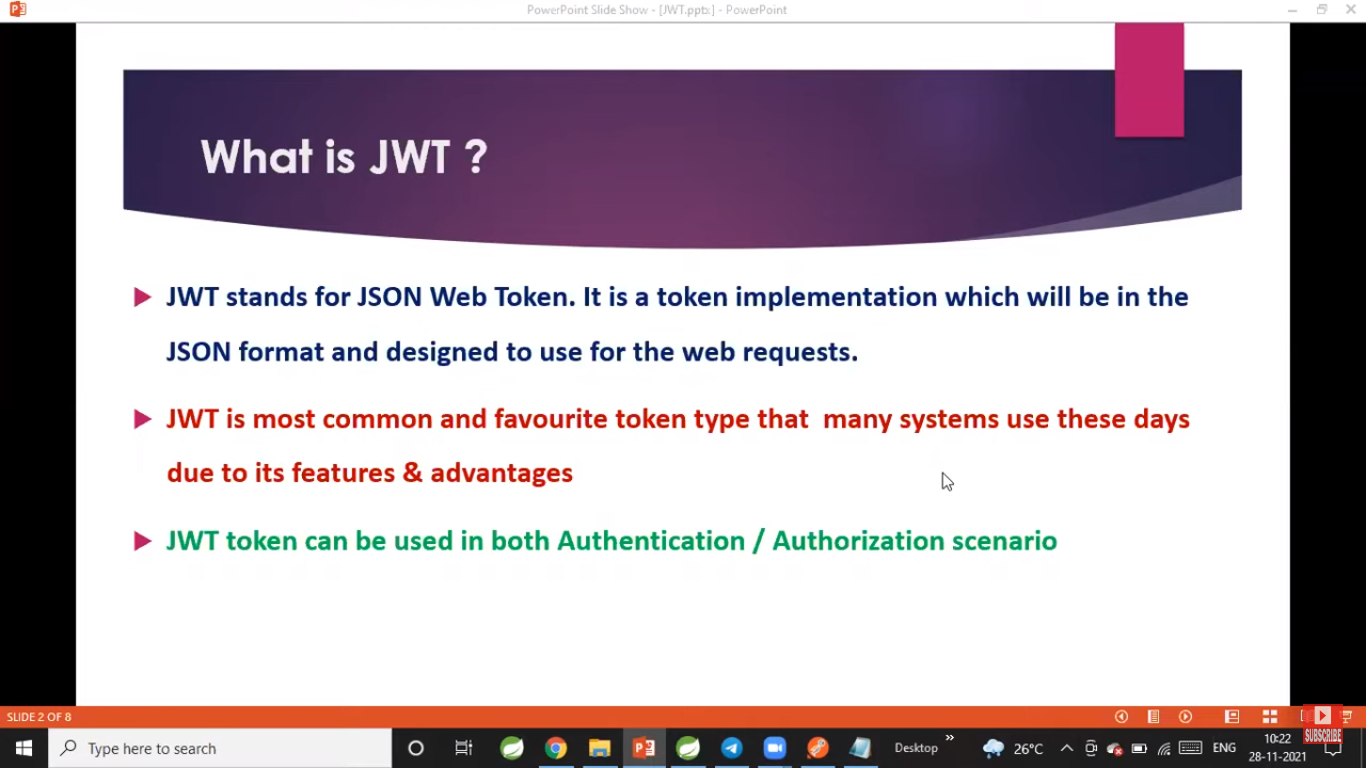 PowerPoint Slide Show - [JWT.pptx] - PowerPoint
What is JWT ?
JWT stands for JSON Web Token. It is a token implementation which will be in the
JSON format and designed to use for the web requests.
JWT is most common and favourite token type that many systems use these days
due to its features & advantages
JWT token can be used in both Authentication / Authorization scenario
SLIDE 2 OF 8
SUBSCRIBE
Type here to search
Desktop
26°C
ENG
10:22
28-11-2021